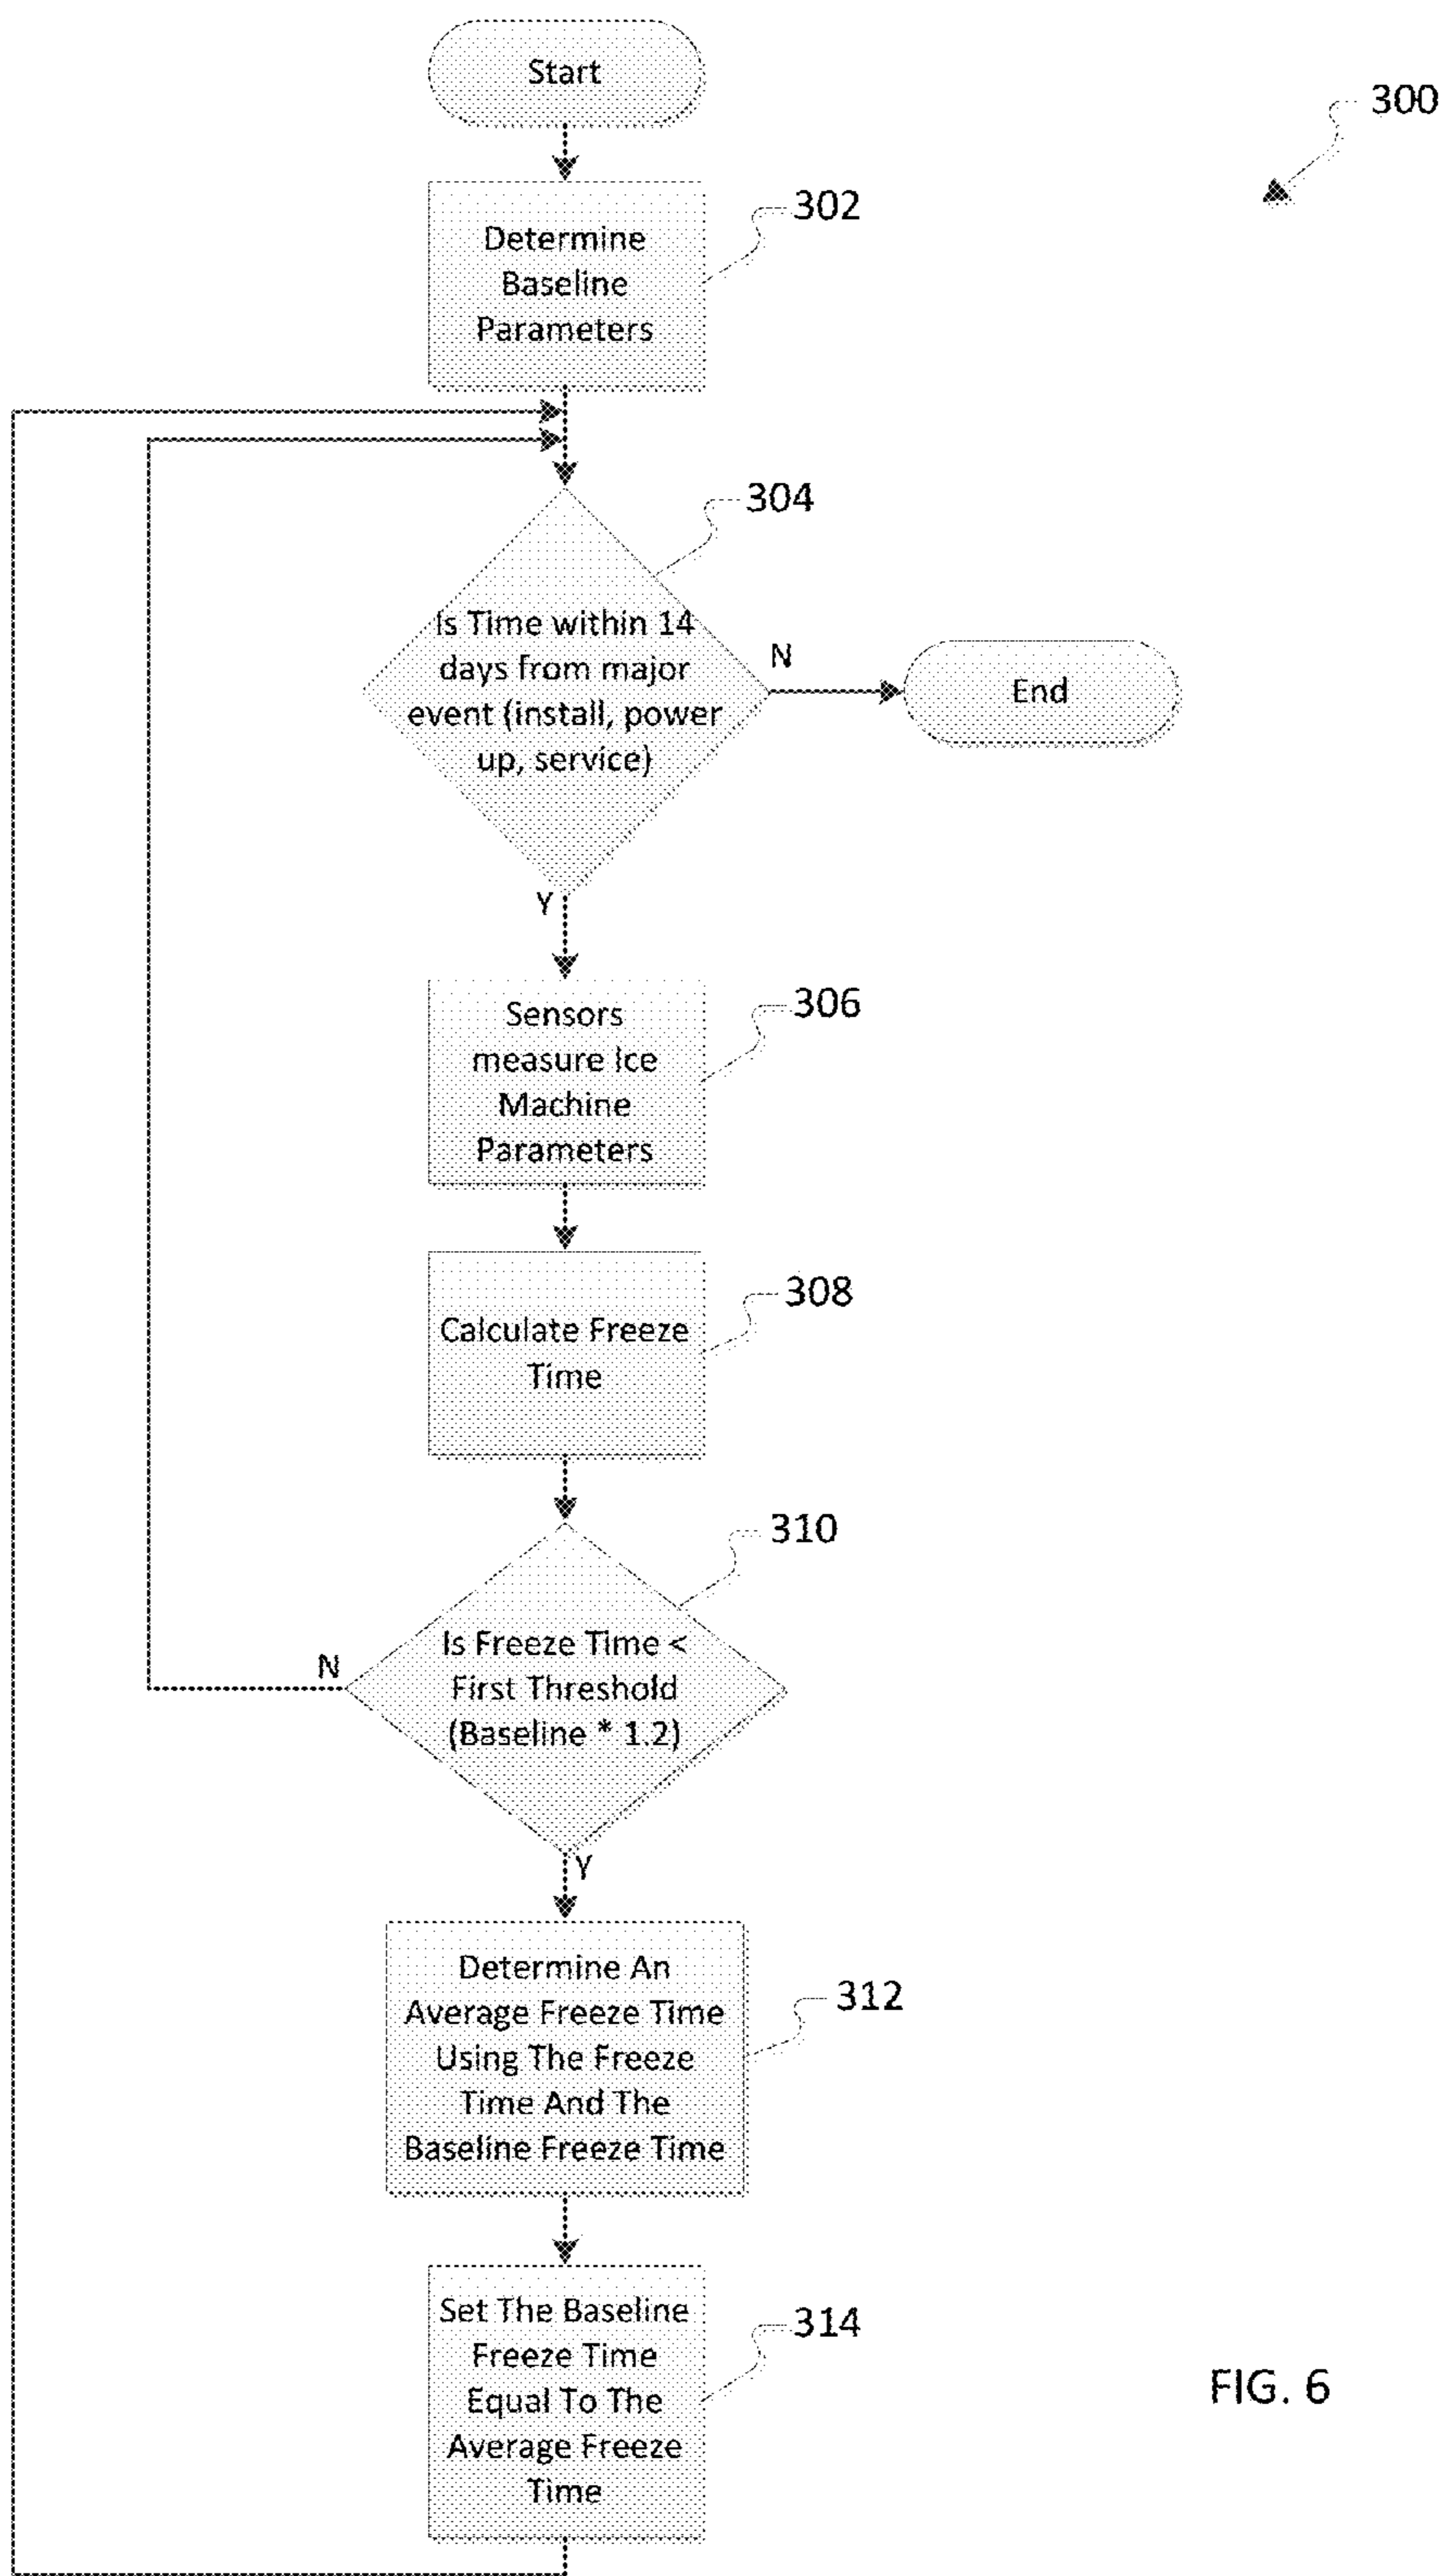 Start
300
302
Determine
Baseline
Parameters
304
Is Time within 14
days from major
event (install, power
up, service)
N
End
Y
306
Sensors
measure Ice
Machine
Parameters
308
Calculate Freeze
Time
310
Is Freeze Time <
First Threshold
(Baseline * 1.2)
N
Y
312
Determine An
Average Freeze Time
Using The Freeze
Time And The
Baseline Freeze Time
314
Set The Baseline
Freeze Time
Equal To The
Average Freeze
Time
FIG. 6